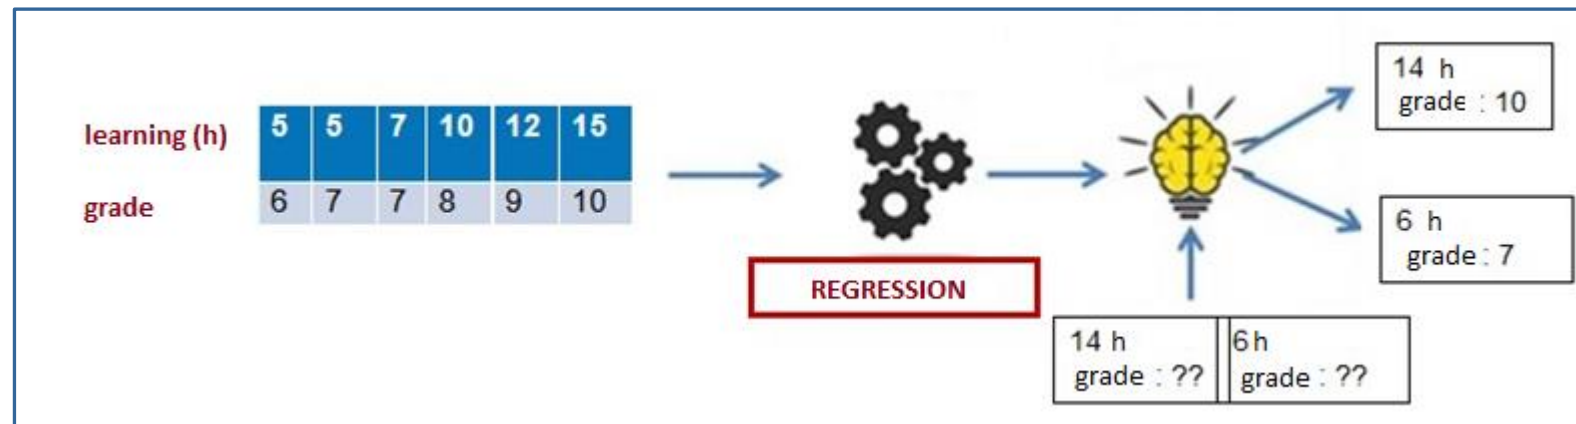 learning (h) 5 5 7 10 12 15
grade 6 7 7 8 9 10
REGRESSION
14 h
grade : ??
6 h
grade : ??
14 h
grade : 10
6 h
grade : 7